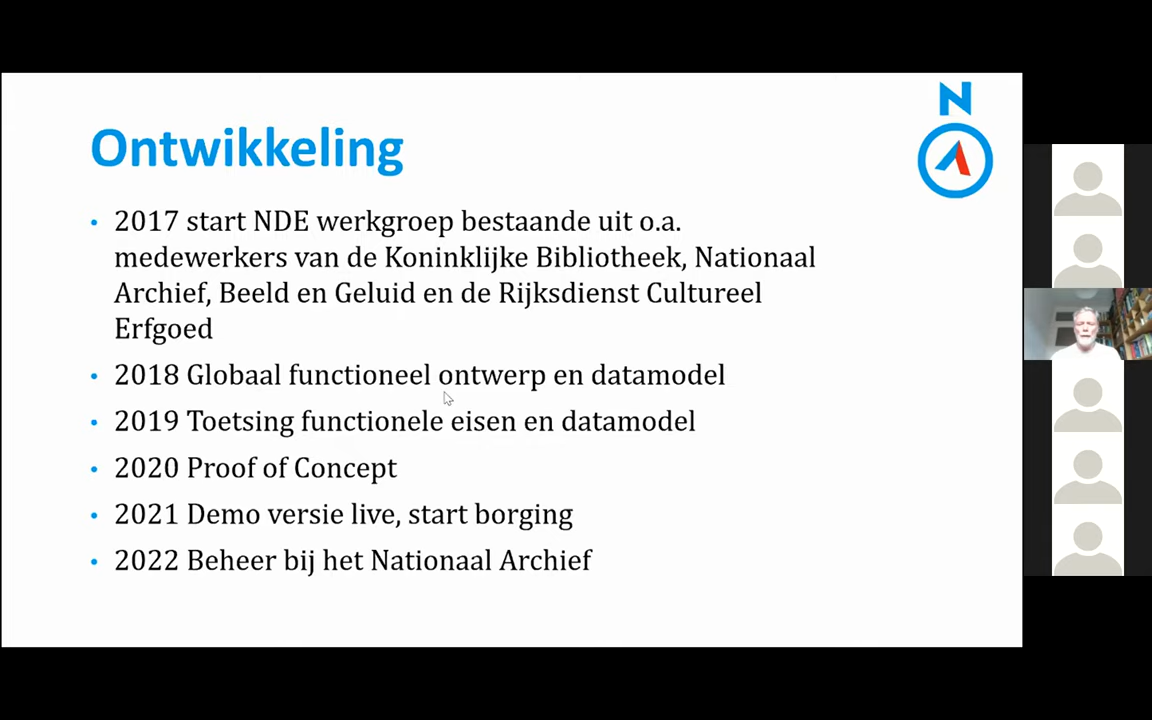 N
Ontwikkeling
• 2017 start NDE werkgroep bestaande uit o.a.
medewerkers van de Koninklijke Bibliotheek, Nationaal
Archief, Beeld en Geluid en de Rijksdienst Cultureel
Erfgoed
• 2018 Globaal functioneel ontwerp en datamodel
• 2019 Toetsing functionele eisen en datamodel
• 2020 Proof of Concept
• 2021 Demo versie live, start borging
• 2022 Beheer bij het Nationaal Archief